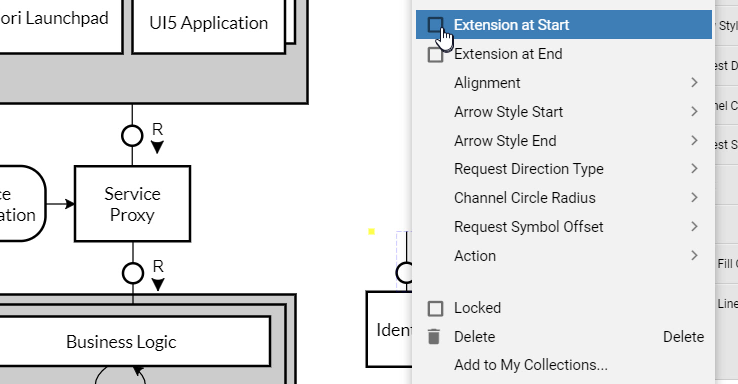 ori Launchpad
UI5 Application
R
ce
ation
Service
Proxy
R
Business Logic
Ident
Extension at Start
Extension at End
Alignment
Arrow Style Start
Arrow Style End
Request Direction Type
Channel Circle Radius
Request Symbol Offset
Action
Locked
Delete Delete
Add to My Collections...
Styl
est D
nel C
est S
Fill C
Line